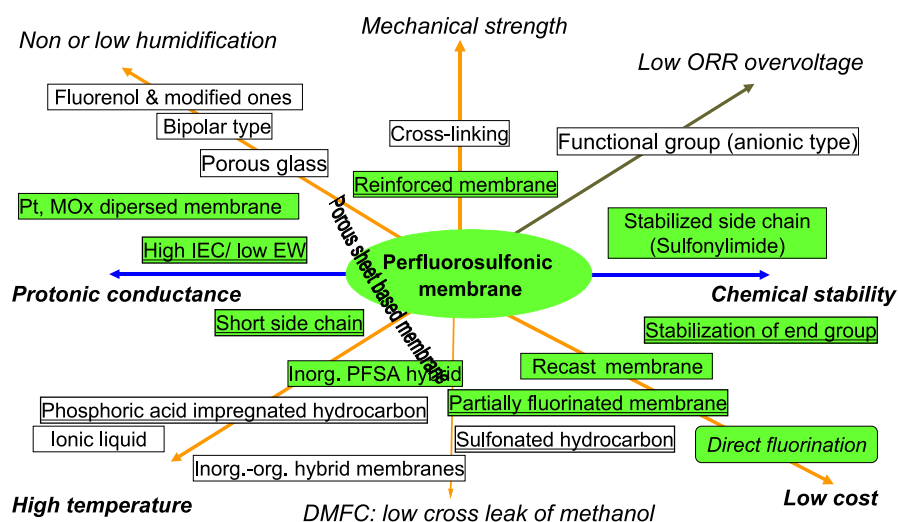 Mechanical strength
Non or low humidification
Low ORR overvoltage
Fluorenol & modified ones
Bipolar type
Cross-linking
Functional group (anionic type)
Porous glass
Reinforced membrane
Pt, MOx dipersed membrane
Stabilized side chain
(Sulfonylimide)
High IEC/ low EW
Perfluorosulfonic
membrane
Porous sheet based membrane
Protonic conductance
Chemical stability
Short side chain
Stabilization of end group
Inorg. PFSA hybrid
Recast membrane
Phosphoric acid impregnated hydrocarbon
Partially fluorinated membrane
Ionic liquid
Sulfonated hydrocarbon
Direct fluorination
Inorg.-org. hybrid membranes
High temperature
Low cost
DMFC: low cross leak of methanol